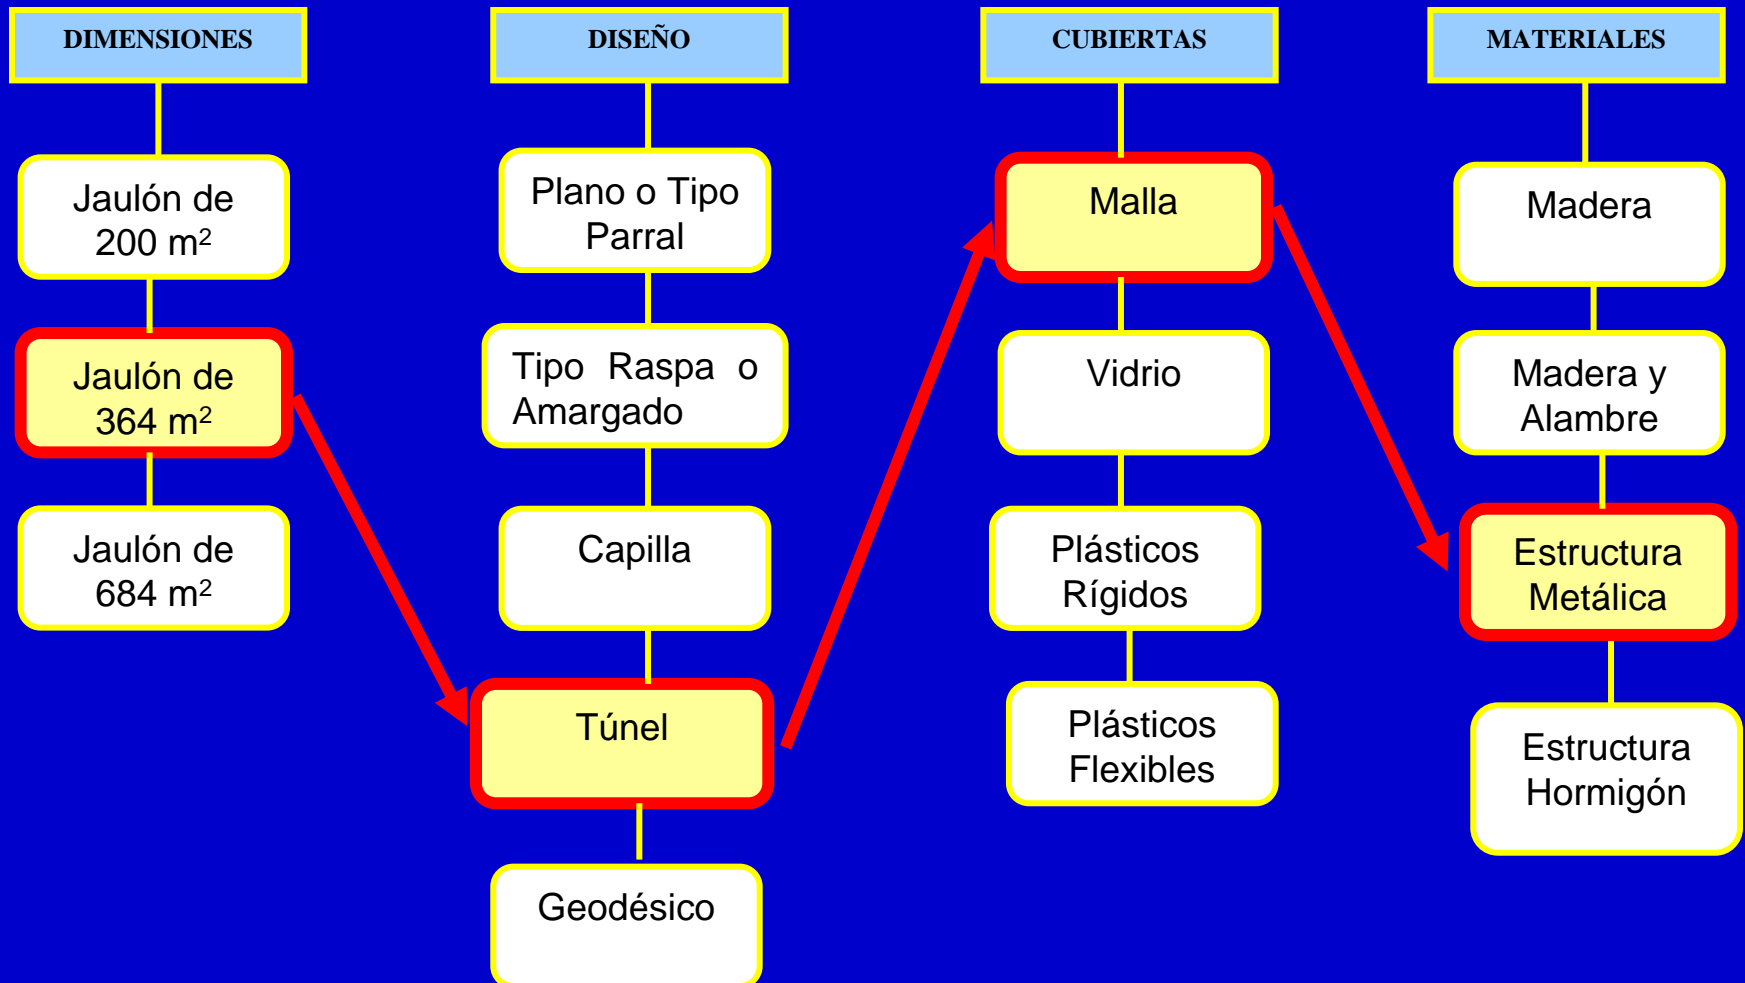 DIMENSIONES
Jaulón de
200 m²
Jaulón de
364 m²
Jaulón de
684 m²
DISEÑO
Plano o Tipo
Parral
Tipo Raspa o
Amargado
Capilla
Túnel
Geodésico
CUBIERTAS
Malla
Vidrio
Plásticos
Rígidos
Plásticos
Flexibles
MATERIALES
Madera
Madera y
Alambre
Estructura
Metálica
Estructura
Hormigón